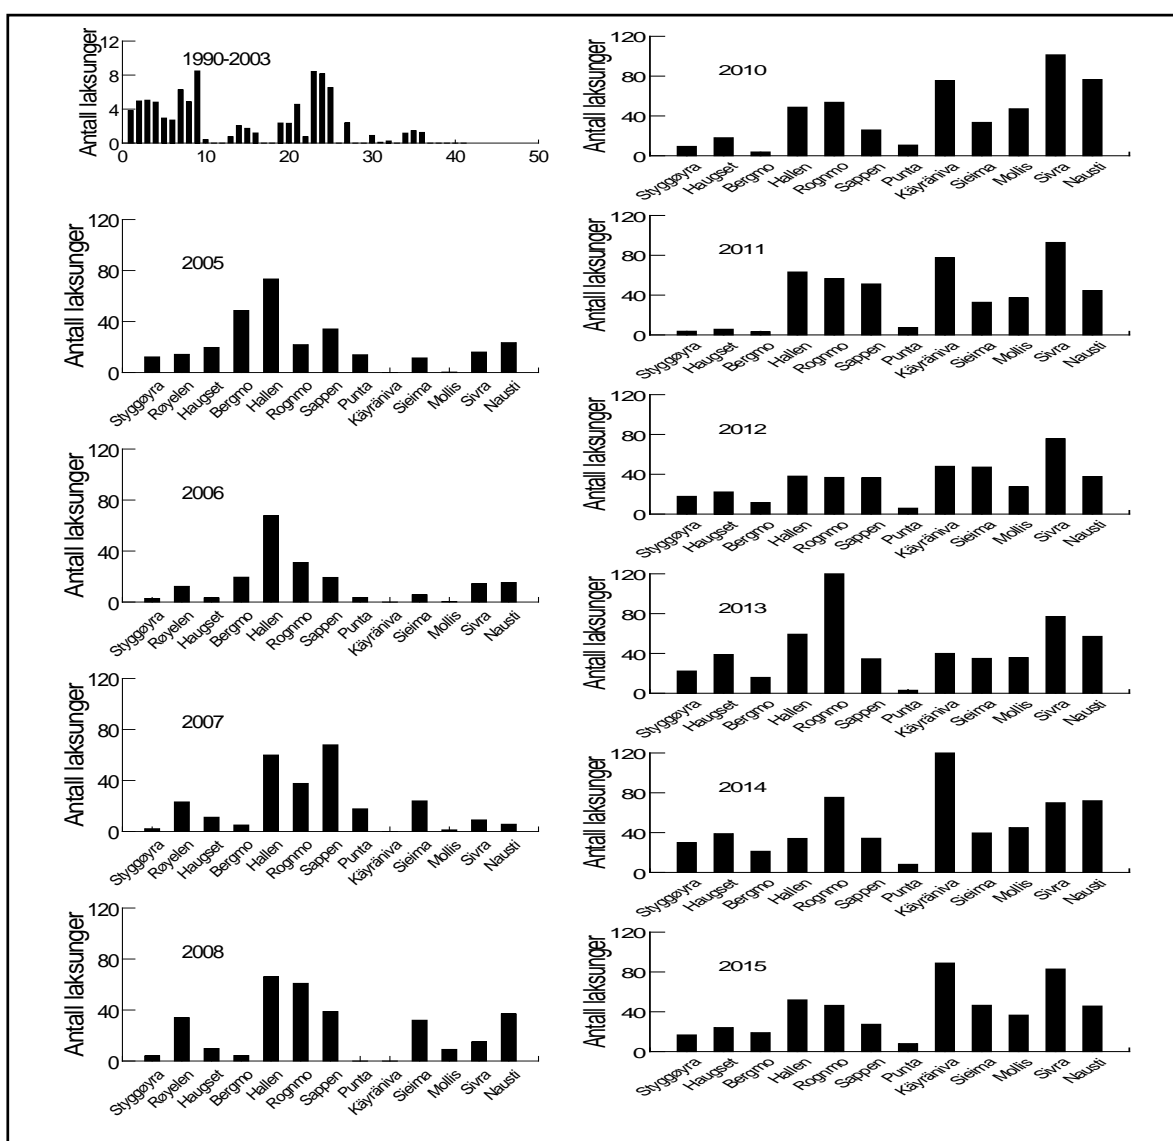 Antall laksunger
1990-2003
12
8
4
0
0 10 20 30 40 50
Antall laksunger
2005
120
80
40
0
Styggøyra Røyelen Haugset Bergmo Hallen Rognmo Sappen Punta Käyräniva Sieima Mollis Sivra Nausti
Antall laksunger
2006
120
80
40
0
Styggøyra Røyelen Haugset Bergmo Hallen Rognmo Sappen Punta Käyräniva Sieima Mollis Sivra Nausti
Antall laksunger
2007
120
80
40
0
Styggøyra Røyelen Haugset Bergmo Hallen Rognmo Sappen Punta Käyräniva Sieima Mollis Sivra Nausti
Antall laksunger
2008
120
80
40
0
Styggøyra Røyelen Haugset Bergmo Hallen Rognmo Sappen Punta Käyräniva Sieima Mollis Sivra Nausti
Antall laksunger
2010
120
80
40
0
Styggøyra Haugset Bergmo Hallen Rognmo Sappen Punta Käyräniva Sieima Mollis Sivra Nausti
Antall laksunger
2011
120
80
40
0
Styggøyra Haugset Bergmo Hallen Rognmo Sappen Punta Käyräniva Sieima Mollis Sivra Nausti
Antall laksunger
2012
120
80
40
0
Styggøyra Haugset Bergmo Hallen Rognmo Sappen Punta Käyräniva Sieima Mollis Sivra Nausti
Antall laksunger
2013
120
80
40
0
Styggøyra Haugset Bergmo Hallen Rognmo Sappen Punta Käyräniva Sieima Mollis Sivra Nausti
Antall laksunger
2014
120
80
40
0
Styggøyra Haugset Bergmo Hallen Rognmo Sappen Punta Käyräniva Sieima Mollis Sivra Nausti
Antall laksunger
2015
120
80
40
0
Styggøyra Haugset Bergmo Hallen Rognmo Sappen Punta Käyräniva Sieima Mollis Sivra Nausti